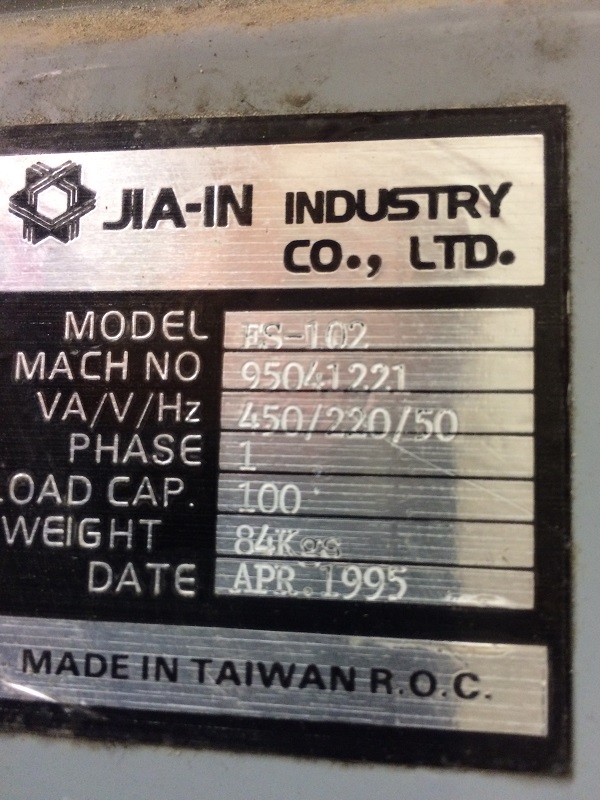 JIA-IN INDUSTRY
CO., LTD.
MODEL ES-102
MACH NO 95041221
VA/V/Hz 450/220/50
PHASE 1
LOAD CAP. 100
WEIGHT 84Kgs
DATE APR.1995
MADE IN TAIWAN R.O.C.